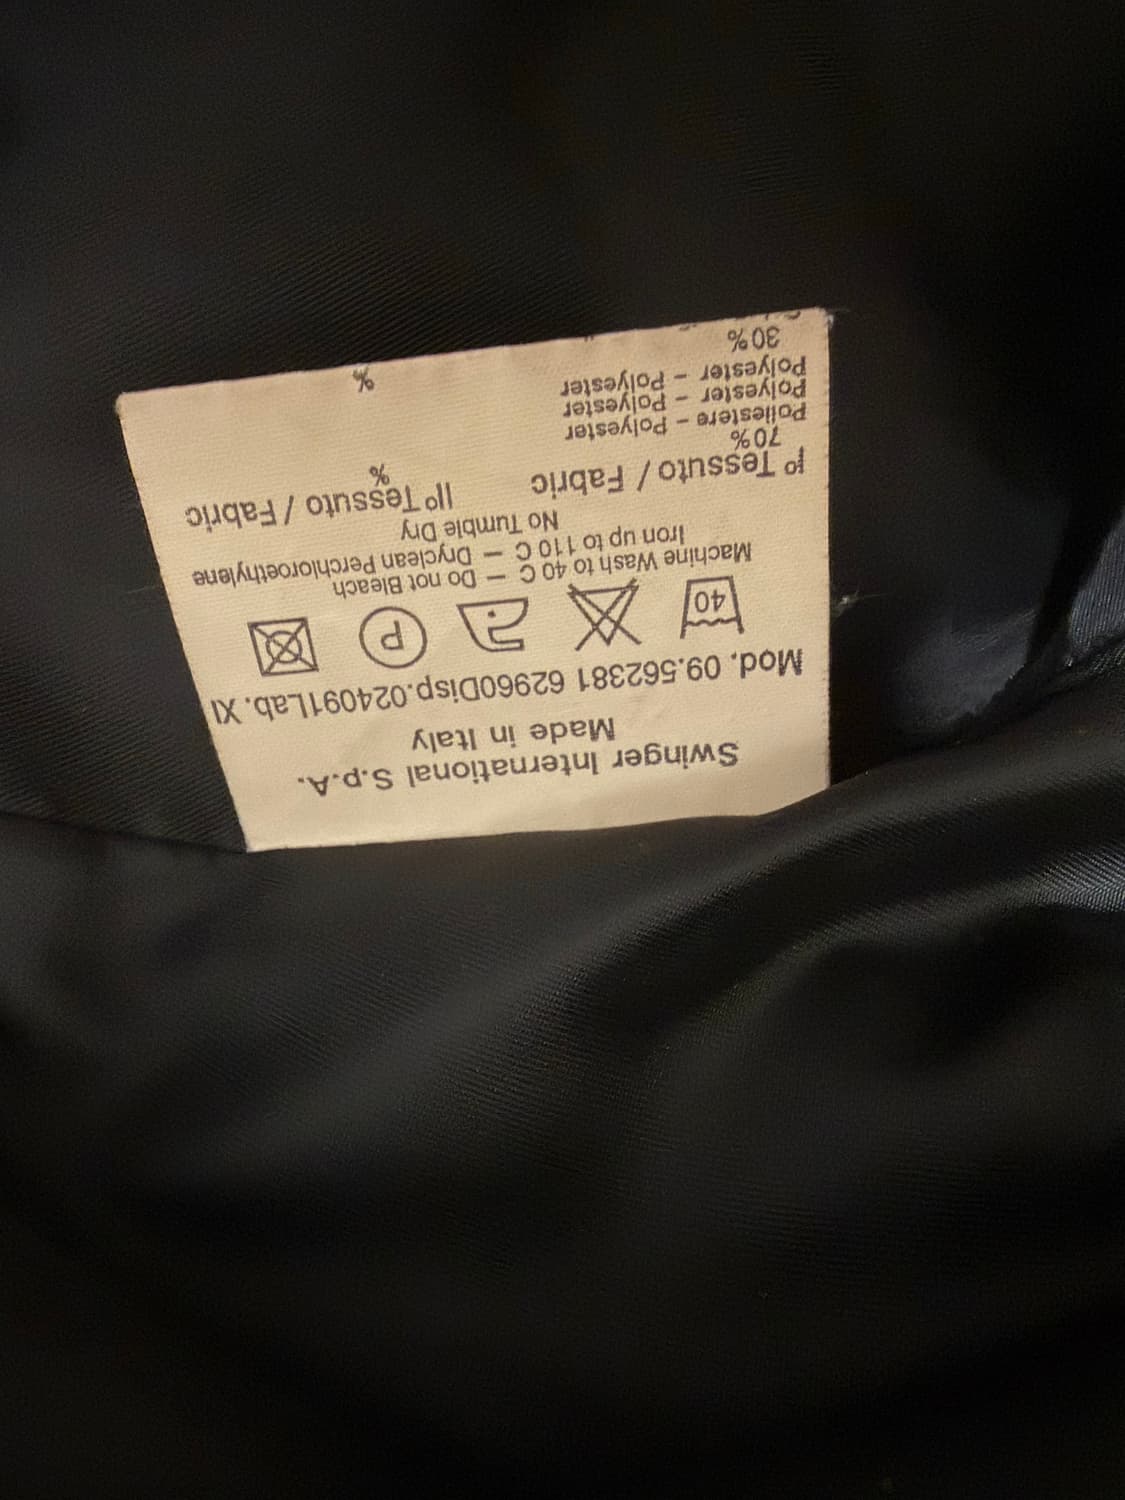 Swinger International S.p.A.
Made in Italy
Mod. 09.562381 62960Disp.024091Lab. XI
40 P
Machine Wash to 40 C – Do not Bleach
Iron up to 110 C – Dryclean Perchloroethylene
No Tumble Dry
I° Tessuto / Fabric II° Tessuto / Fabric
70% %
Poliestere – Polyester
Polyester – Polyester
Polyester – Polyester
30% %